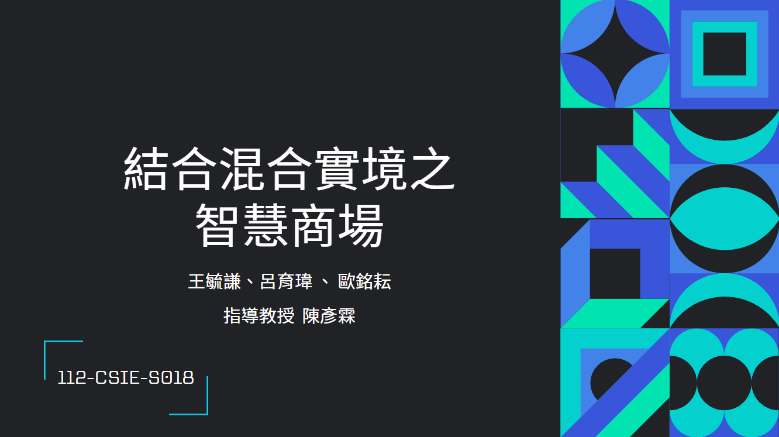 結合混合實境之
智慧商場
王毓謙、呂育瑋 、 歐銘耘
指導教授 陳彥霖
112-CSIE-S018